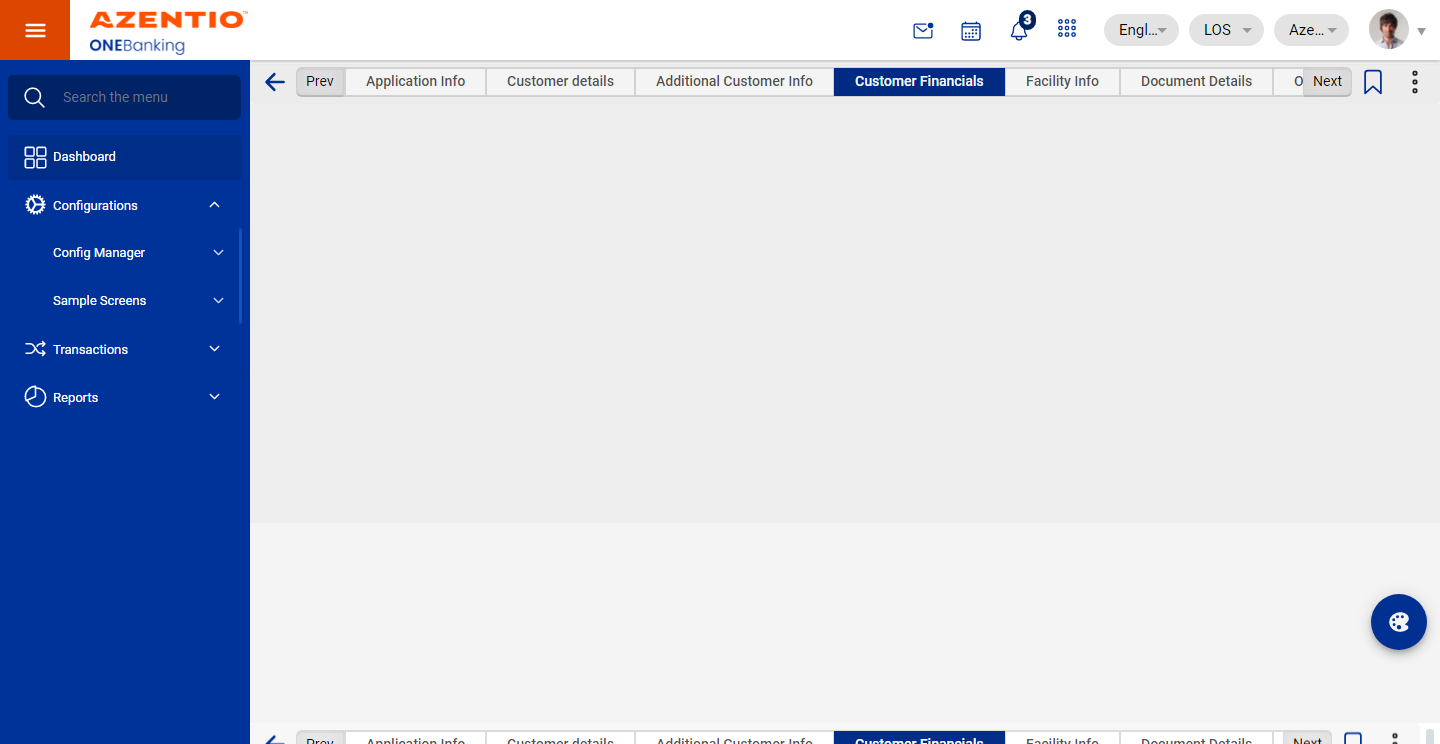 AZENTIO™
ONEBanking
3
Engl...
LOS
Aze...
Search the menu
Dashboard
Configurations
Config Manager
Sample Screens
Transactions
Reports
Prev Application Info Customer details Additional Customer Info Customer Financials Facility Info Document Details O Next
Prev Application Info Customer details Additional Customer Info Customer Financials Facility Info Document Details Next